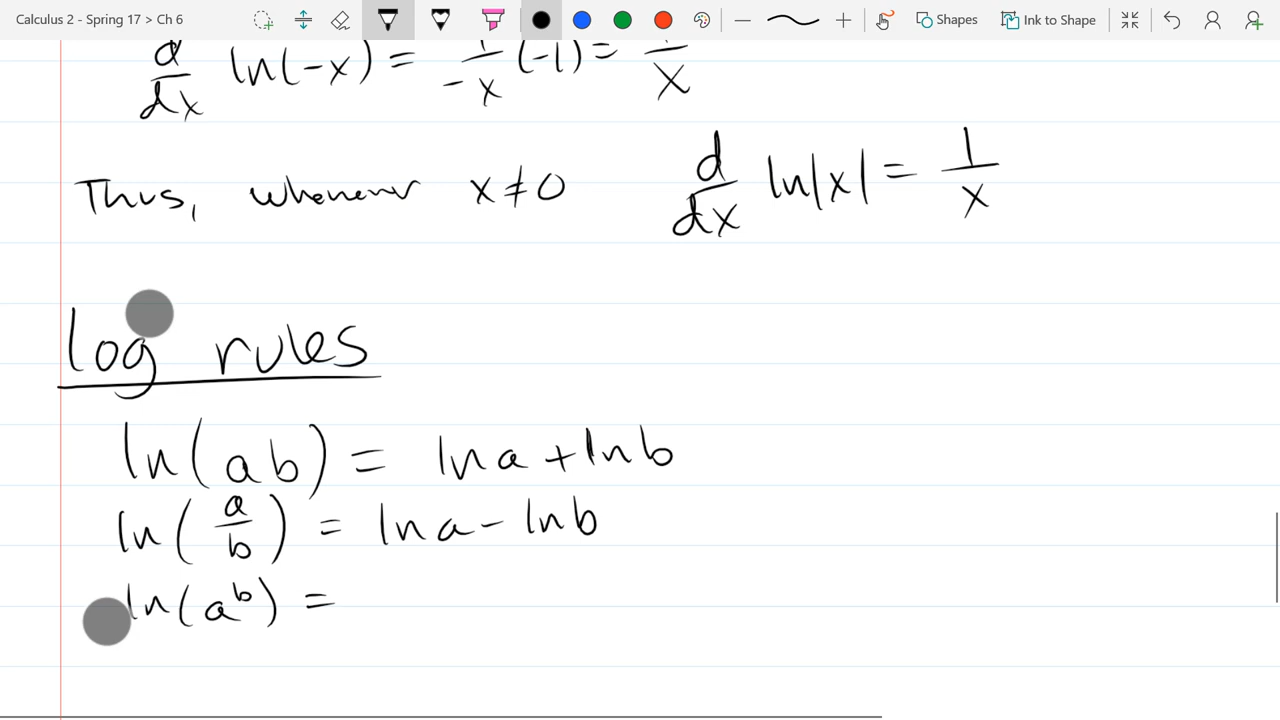 Calculus 2 - Spring 17 > Ch 6 Shapes Ink to Shape
d/dx ln(-x) = 1/-x (-1) = 1/x
Thus, whenever x ≠ 0 d/dx ln|x| = 1/x
log rules
ln(ab) = ln a + ln b
ln(a/b) = ln a - ln b
ln(a^b) =